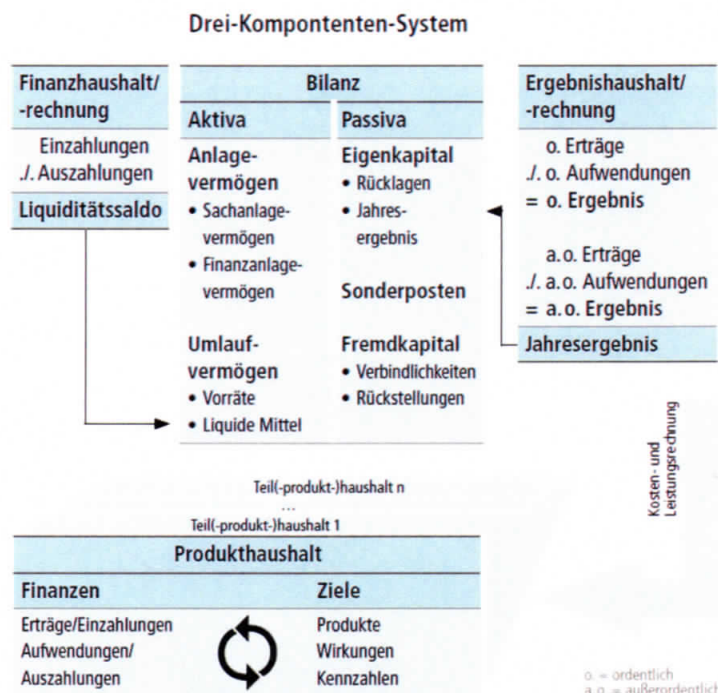 Drei-Kompontenten-System
Finanzhaushalt/
-rechnung
Einzahlungen
./. Auszahlungen
Liquiditätssaldo
Bilanz
Aktiva
Anlage-
vermögen
• Sachanlage-
vermögen
• Finanzanlage-
vermögen
Umlauf-
vermögen
• Vorräte
• Liquide Mittel
Passiva
Eigenkapital
• Rücklagen
• Jahres-
ergebnis
Sonderposten
Fremdkapital
• Verbindlichkeiten
• Rückstellungen
Ergebnishaushalt/
-rechnung
o. Erträge
./. o. Aufwendungen
= o. Ergebnis
a.o. Erträge
./. a.o. Aufwendungen
= a.o. Ergebnis
Jahresergebnis
Kosten- und
Leistungsrechnung
Teil(-produkt-)haushalt n
...
Teil(-produkt-)haushalt 1
Produkthaushalt
Finanzen
Erträge/Einzahlungen
Aufwendungen/
Auszahlungen
Ziele
Produkte
Wirkungen
Kennzahlen
o. = ordentlich
a.o. = außerordentlich